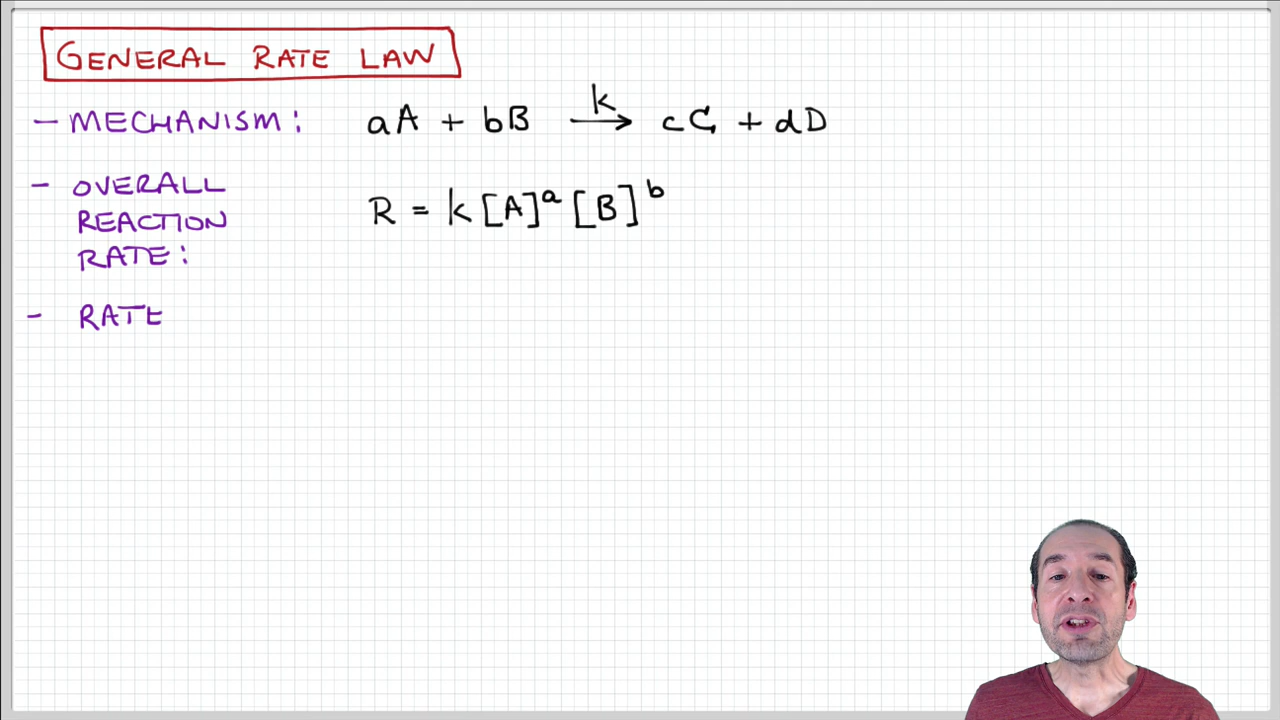 GENERAL RATE LAW
- MECHANISM: aA + bB →k cC + dD
- OVERALL REACTION RATE: R = k[A]^a [B]^b
- RATE